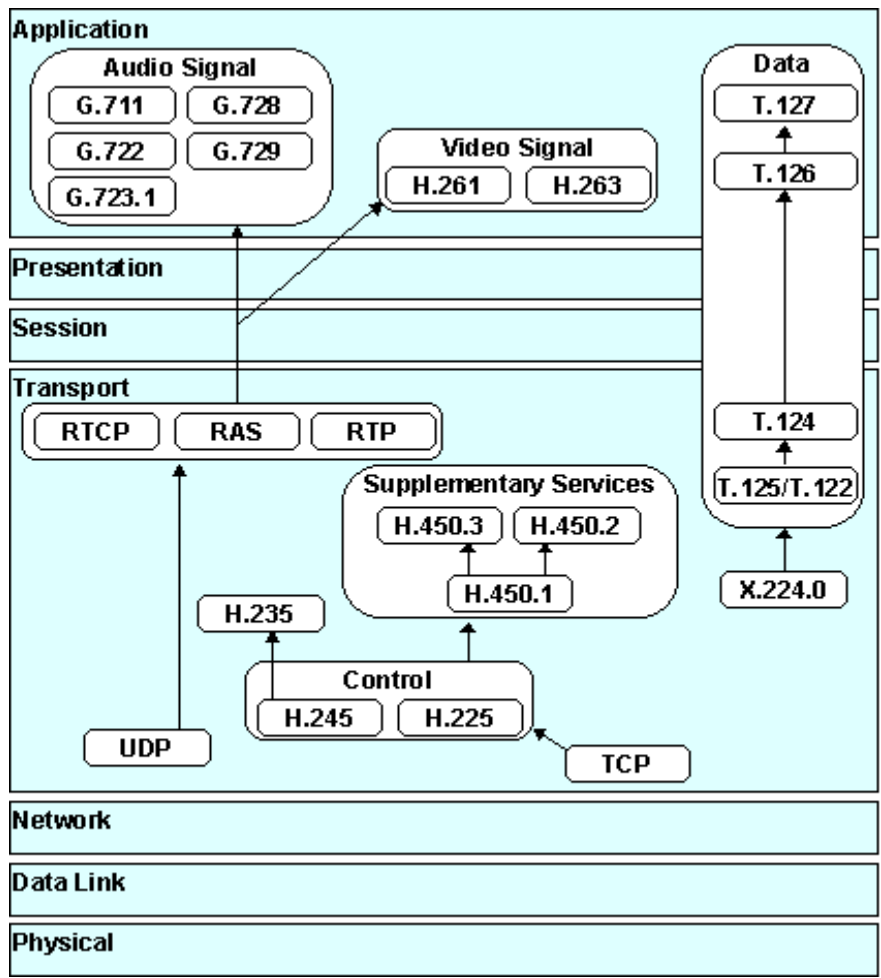 Application
Audio Signal
G.711 G.728
G.722 G.729
G.723.1
Video Signal
H.261 H.263
Data
T.127
T.126
Presentation
Session
Transport
RTCP RAS RTP
T.124
T.125/T.122
Supplementary Services
H.450.3 H.450.2
H.450.1
X.224.0
H.235
Control
H.245 H.225
UDP
TCP
Network
Data Link
Physical